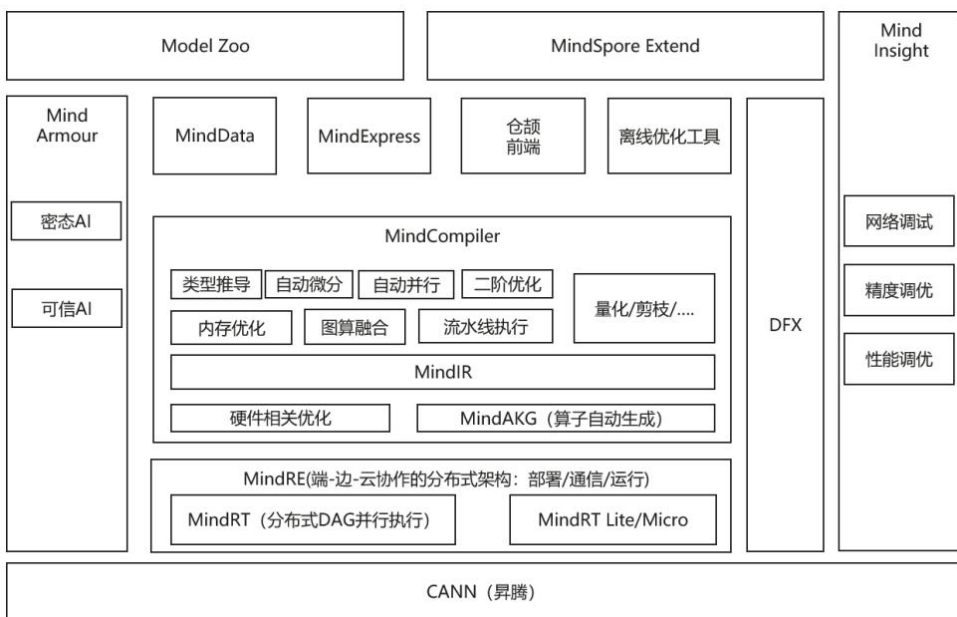 Model Zoo
MindSpore Extend
Mind
Insight
Mind
Armour
MindData
MindExpress
仓颉
前端
离线优化工具
密态AI
可信AI
MindCompiler
类型推导
自动微分
自动并行
二阶优化
量化/剪枝/....
内存优化
图算融合
流水线执行
MindIR
硬件相关优化
MindAKG（算子自动生成）
DFX
网络调试
精度调优
性能调优
MindRE(端-边-云协作的分布式架构：部署/通信/运行)
MindRT（分布式DAG并行执行）
MindRT Lite/Micro
CANN（昇腾）